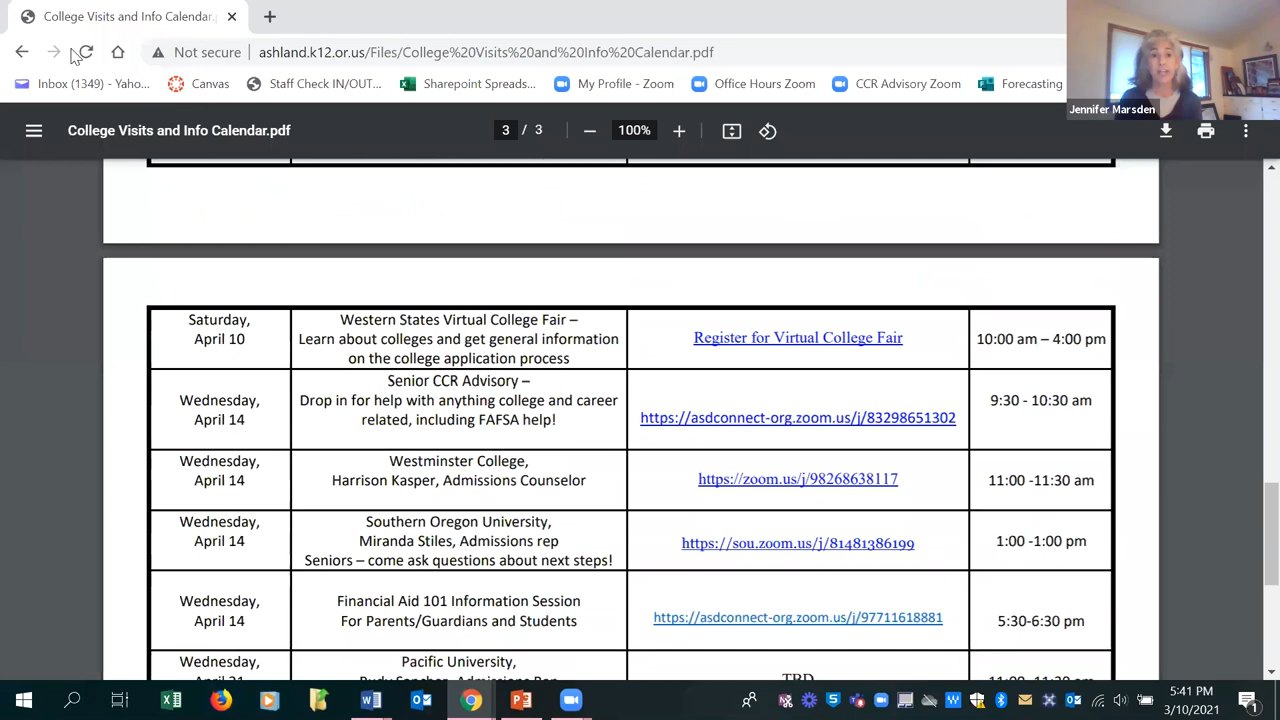 College Visits and Info Calendar.
Not secure
ashland.k12.or.us/Files/College%20Visits%20and%20Info%20Calendar.pdf
Inbox (1349) - Yaho...
Canvas
Staff Check IN/OUT...
Sharepoint Spreads...
My Profile - Zoom
Office Hours Zoom
CCR Advisory Zoom
Forecasting
Jennifer Marsden
College Visits and Info Calendar.pdf
3 / 3
100%
Saturday,
April 10
Western States Virtual College Fair –
Learn about colleges and get general information
on the college application process
Register for Virtual College Fair
10:00 am – 4:00 pm
Wednesday,
April 14
Senior CCR Advisory –
Drop in for help with anything college and career
related, including FAFSA help!
https://asdconnect-org.zoom.us/j/83298651302
9:30 - 10:30 am
Wednesday,
April 14
Westminster College,
Harrison Kasper, Admissions Counselor
https://zoom.us/j/98268638117
11:00 -11:30 am
Wednesday,
April 14
Southern Oregon University,
Miranda Stiles, Admissions rep
Seniors – come ask questions about next steps!
https://sou.zoom.us/j/81481386199
1:00 -1:00 pm
Wednesday,
April 14
Financial Aid 101 Information Session
For Parents/Guardians and Students
https://asdconnect-org.zoom.us/j/97711618881
5:30-6:30 pm
Wednesday,
Pacific University,
TBD
5:41 PM
3/10/2021